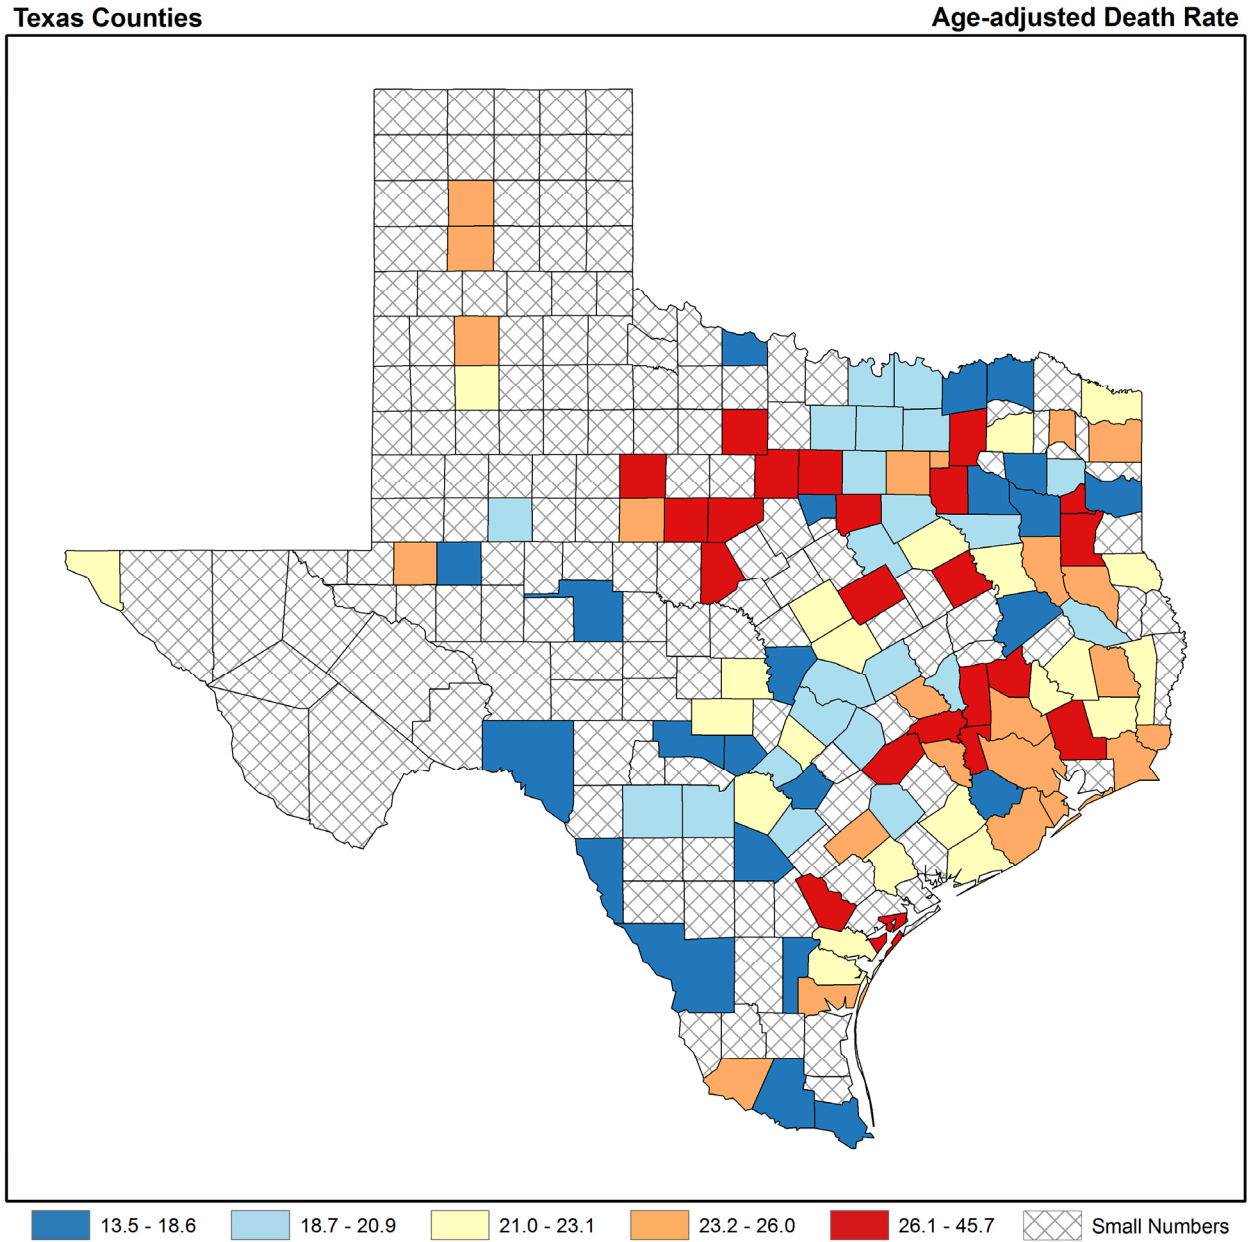 Texas Counties
Age-adjusted Death Rate
13.5 - 18.6
18.7 - 20.9
21.0 - 23.1
23.2 - 26.0
26.1 - 45.7
Small Numbers